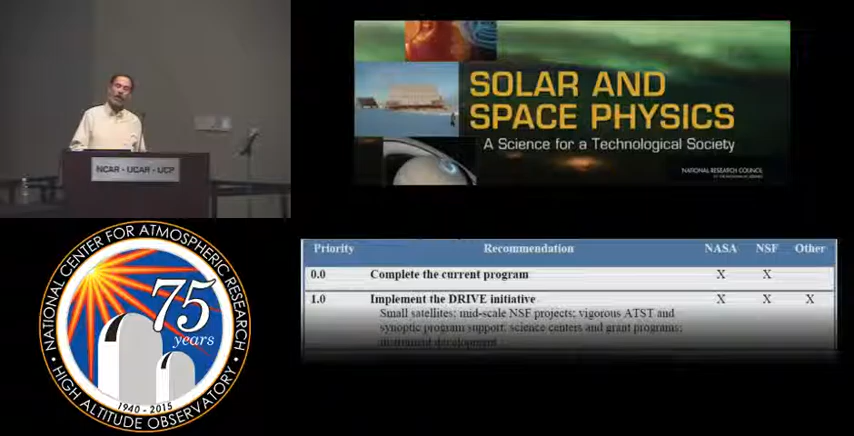 NCAR - UCAR - UCP
SOLAR AND
SPACE PHYSICS
A Science for a Technological Society
NATIONAL RESEARCH COUNCIL
NATIONAL CENTER FOR ATMOSPHERIC RESEARCH
75
years
1940 - 2015
HIGH ALTITUDE OBSERVATORY
Priority Recommendation NASA NSF Other
0.0 Complete the current program X X
1.0 Implement the DRIVE initiative X X X
Small satellites; mid-scale NSF projects; vigorous ATST and
synoptic program support; science centers and grant programs;
instrument development